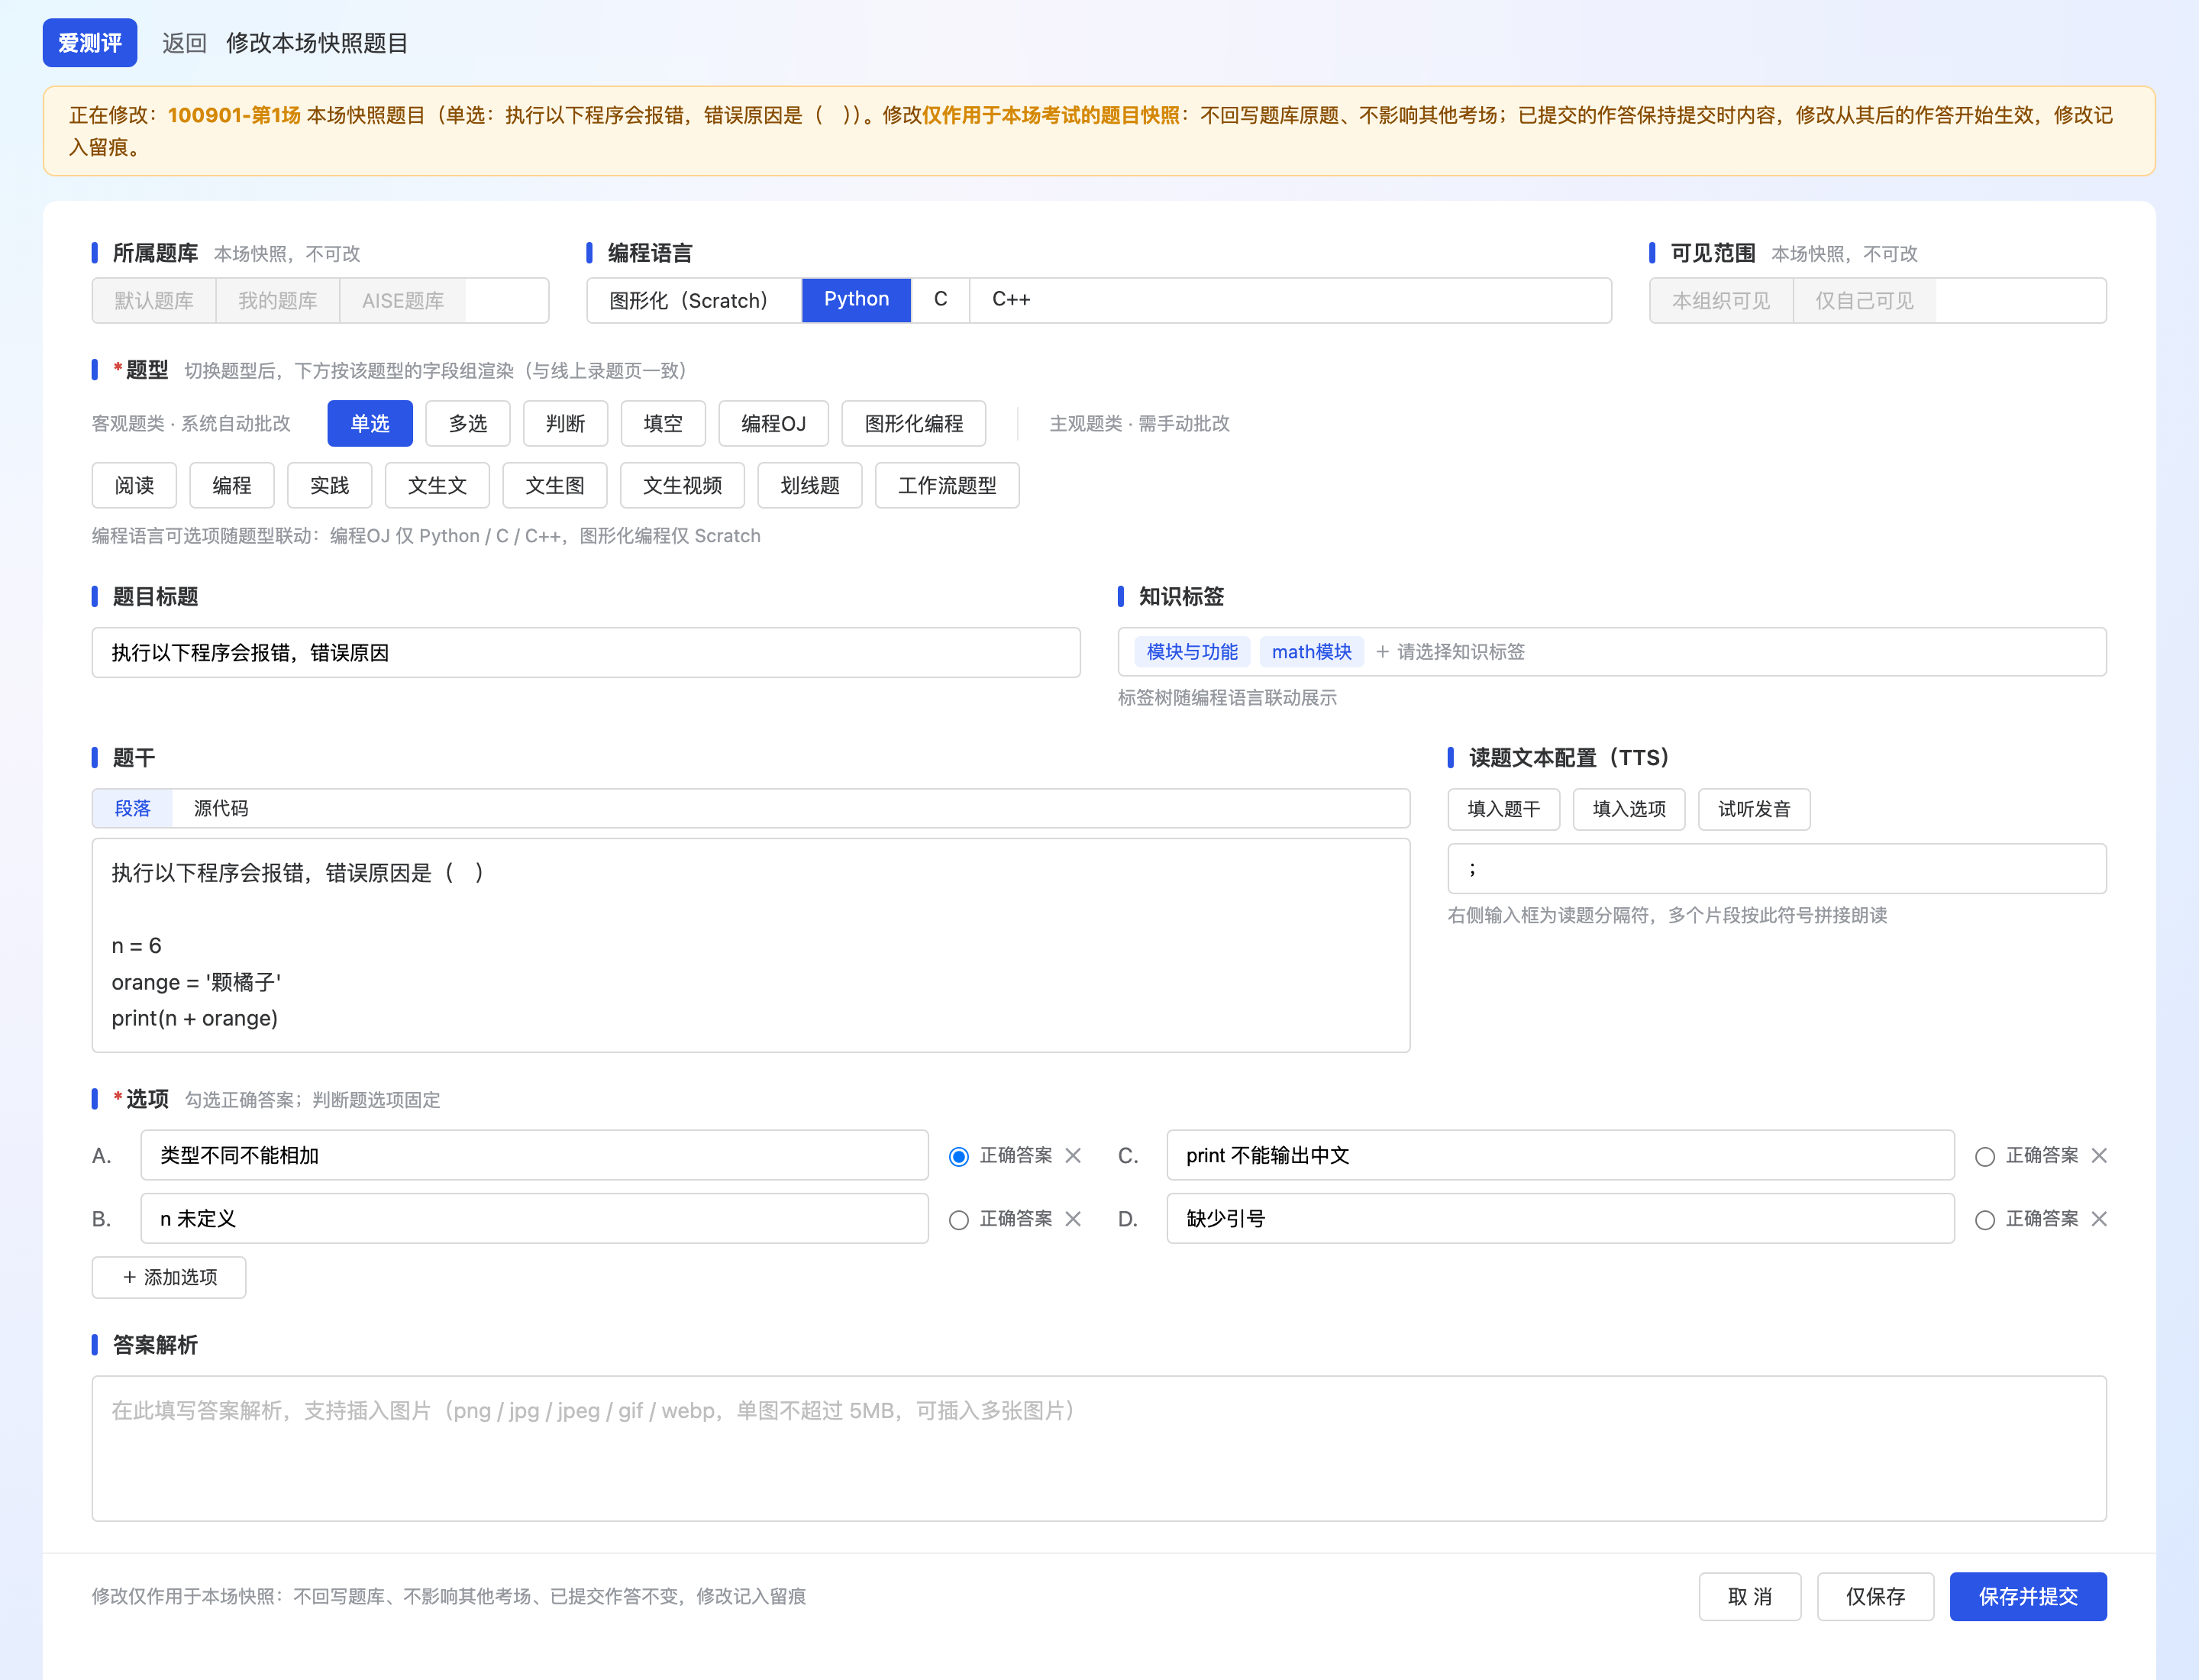 爱测评 返回 修改本场快照题目
正在修改：100901-第1场 本场快照题目（单选：执行以下程序会报错，错误原因是（ ））。修改仅作用于本场考试的题目快照：不回写题库原题、不影响其他考场；已提交的作答保持提交时内容，修改从其后的作答开始生效，修改记
入留痕。
所属题库 本场快照，不可改 编程语言 可见范围 本场快照，不可改
默认题库 我的题库 AISE题库 图形化（Scratch） Python C C++ 本组织可见 仅自己可见
*题型 切换题型后，下方按该题型的字段组渲染（与线上录题页一致）
客观题类 · 系统自动批改 单选 多选 判断 填空 编程OJ 图形化编程 主观题类 · 需手动批改
阅读 编程 实践 文生文 文生图 文生视频 划线题 工作流题型
编程语言可选项随题型联动：编程OJ 仅 Python / C / C++，图形化编程仅 Scratch
题目标题 知识标签
执行以下程序会报错，错误原因 模块与功能 math模块 + 请选择知识标签
标签树随编程语言联动展示
题干 读题文本配置（TTS）
段落 源代码 填入题干 填入选项 试听发音
执行以下程序会报错，错误原因是（ ）
;
右侧输入框为读题分隔符，多个片段按此符号拼接朗读
n = 6
orange = '颗橘子'
print(n + orange)
*选项 勾选正确答案；判断题选项固定
A. 类型不同不能相加 正确答案 × C. print 不能输出中文 正确答案 ×
B. n 未定义 正确答案 × D. 缺少引号 正确答案 ×
+ 添加选项
答案解析
在此填写答案解析，支持插入图片（png / jpg / jpeg / gif / webp，单图不超过 5MB，可插入多张图片）
修改仅作用于本场快照：不回写题库、不影响其他考场、已提交作答不变，修改记入留痕 取 消 仅保存 保存并提交